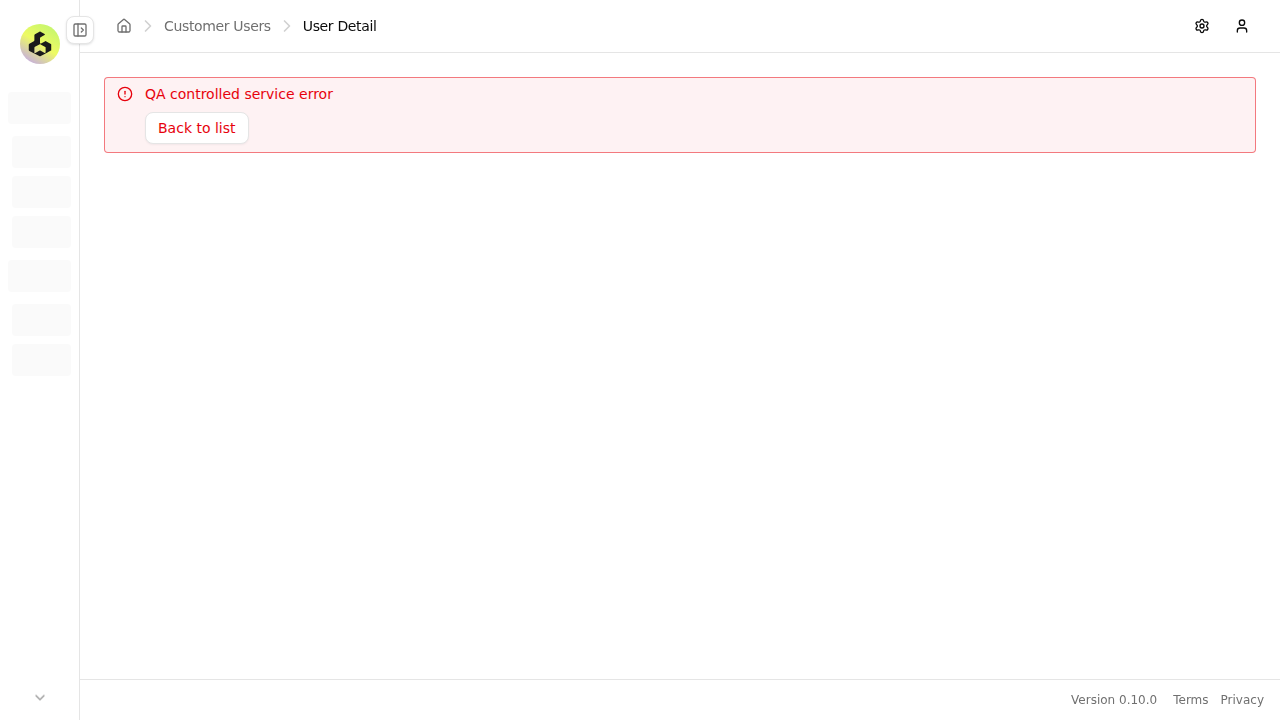 Customer Users
User Detail
QA controlled service error
Back to list
Version 0.10.0
Terms
Privacy